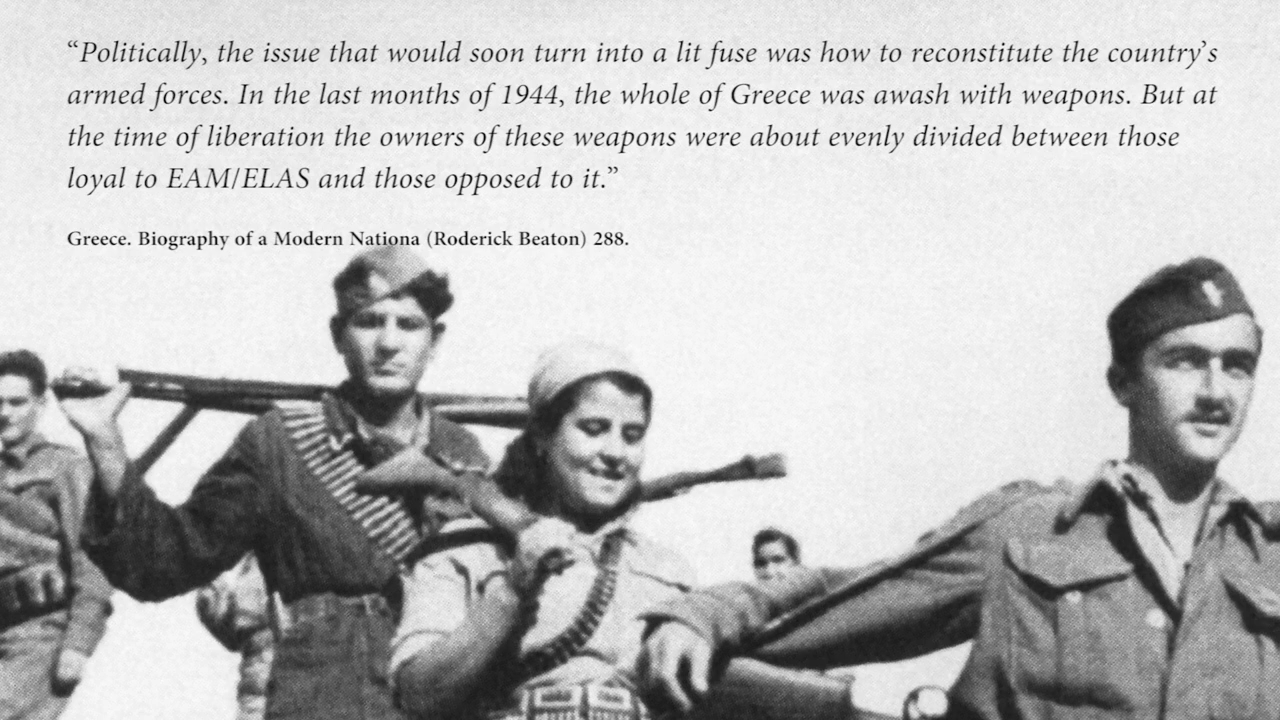 “Politically, the issue that would soon turn into a lit fuse was how to reconstitute the country’s
armed forces. In the last months of 1944, the whole of Greece was awash with weapons. But at
the time of liberation the owners of these weapons were about evenly divided between those
loyal to EAM/ELAS and those opposed to it.”
Greece. Biography of a Modern Nationa (Roderick Beaton) 288.